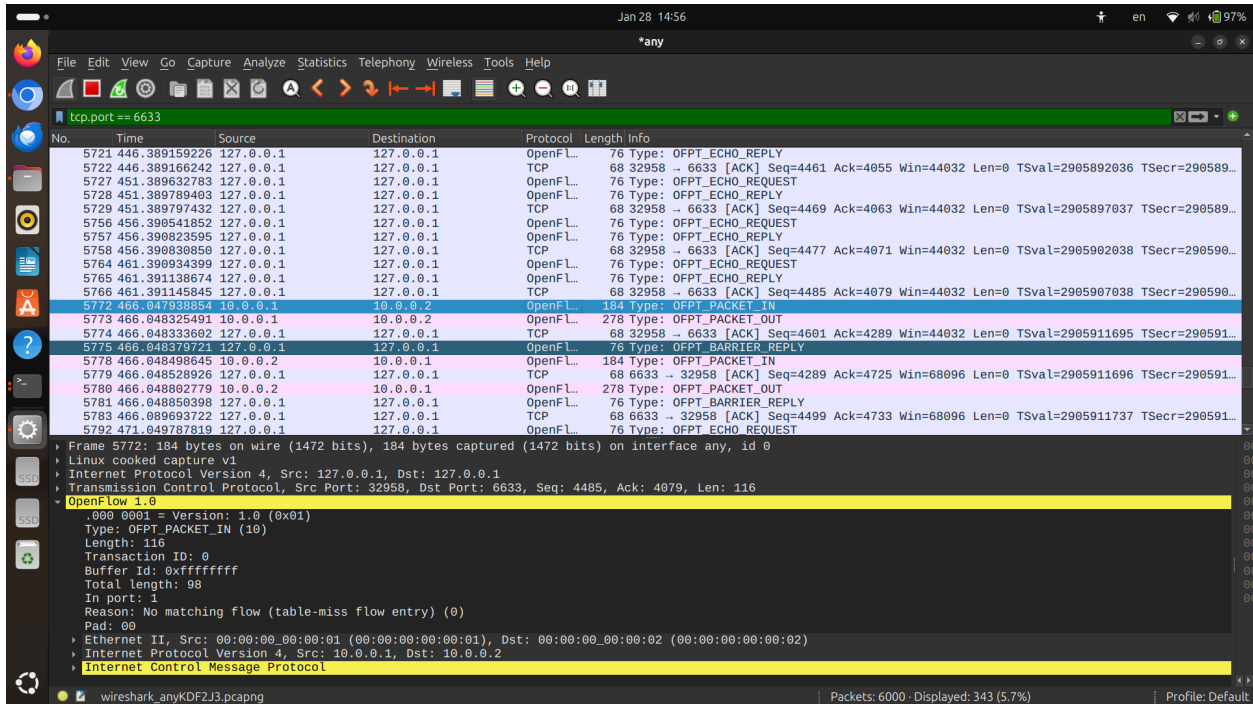 Jan 28 14:56
en
97%
*any
File Edit View Go Capture Analyze Statistics Telephony Wireless Tools Help
tcp.port == 6633
No. Time Source Destination Protocol Length Info
5721 446.389159226 127.0.0.1 127.0.0.1 OpenFl… 76 Type: OFPT_ECHO_REPLY
5722 446.389166242 127.0.0.1 127.0.0.1 TCP 68 32958 → 6633 [ACK] Seq=4461 Ack=4055 Win=44032 Len=0 TSval=2905892036 TSecr=290589…
5727 451.389632783 127.0.0.1 127.0.0.1 OpenFl… 76 Type: OFPT_ECHO_REQUEST
5728 451.389789403 127.0.0.1 127.0.0.1 OpenFl… 76 Type: OFPT_ECHO_REPLY
5729 451.389797432 127.0.0.1 127.0.0.1 TCP 68 32958 → 6633 [ACK] Seq=4469 Ack=4063 Win=44032 Len=0 TSval=2905897037 TSecr=290589…
5756 456.390541852 127.0.0.1 127.0.0.1 OpenFl… 76 Type: OFPT_ECHO_REQUEST
5757 456.390823595 127.0.0.1 127.0.0.1 OpenFl… 76 Type: OFPT_ECHO_REPLY
5758 456.390830850 127.0.0.1 127.0.0.1 TCP 68 32958 → 6633 [ACK] Seq=4477 Ack=4071 Win=44032 Len=0 TSval=2905902038 TSecr=290590…
5764 461.390934399 127.0.0.1 127.0.0.1 OpenFl… 76 Type: OFPT_ECHO_REQUEST
5765 461.391138674 127.0.0.1 127.0.0.1 OpenFl… 76 Type: OFPT_ECHO_REPLY
5766 461.391145845 127.0.0.1 127.0.0.1 TCP 68 32958 → 6633 [ACK] Seq=4485 Ack=4079 Win=44032 Len=0 TSval=2905907038 TSecr=290590…
5772 466.047938854 10.0.0.1 10.0.0.2 OpenFl… 184 Type: OFPT_PACKET_IN
5773 466.048325491 10.0.0.1 10.0.0.2 OpenFl… 278 Type: OFPT_PACKET_OUT
5774 466.048333602 127.0.0.1 127.0.0.1 TCP 68 32958 → 6633 [ACK] Seq=4601 Ack=4289 Win=44032 Len=0 TSval=2905911695 TSecr=290591…
5775 466.048379721 127.0.0.1 127.0.0.1 OpenFl… 76 Type: OFPT_BARRIER_REPLY
5778 466.048498645 10.0.0.2 10.0.0.1 OpenFl… 184 Type: OFPT_PACKET_IN
5779 466.048528926 127.0.0.1 127.0.0.1 TCP 68 6633 → 32958 [ACK] Seq=4289 Ack=4725 Win=68096 Len=0 TSval=2905911696 TSecr=290591…
5780 466.048802779 10.0.0.2 10.0.0.1 OpenFl… 278 Type: OFPT_PACKET_OUT
5781 466.048850398 127.0.0.1 127.0.0.1 OpenFl… 76 Type: OFPT_BARRIER_REPLY
5783 466.089693722 127.0.0.1 127.0.0.1 TCP 68 6633 → 32958 [ACK] Seq=4499 Ack=4733 Win=68096 Len=0 TSval=2905911737 TSecr=290591…
5792 471.049787819 127.0.0.1 127.0.0.1 OpenFl… 76 Type: OFPT_ECHO_REQUEST
Frame 5772: 184 bytes on wire (1472 bits), 184 bytes captured (1472 bits) on interface any, id 0
Linux cooked capture v1
Internet Protocol Version 4, Src: 127.0.0.1, Dst: 127.0.0.1
Transmission Control Protocol, Src Port: 32958, Dst Port: 6633, Seq: 4485, Ack: 4079, Len: 116
OpenFlow 1.0
.000 0001 = Version: 1.0 (0x01)
Type: OFPT_PACKET_IN (10)
Length: 116
Transaction ID: 0
Buffer Id: 0xffffffff
Total length: 98
In port: 1
Reason: No matching flow (table-miss flow entry) (0)
Pad: 00
Ethernet II, Src: 00:00:00_00:00:01 (00:00:00:00:00:01), Dst: 00:00:00_00:00:02 (00:00:00:00:00:02)
Internet Protocol Version 4, Src: 10.0.0.1, Dst: 10.0.0.2
Internet Control Message Protocol
wireshark_anyKDF2J3.pcapng
Packets: 6000 · Displayed: 343 (5.7%)
Profile: Default